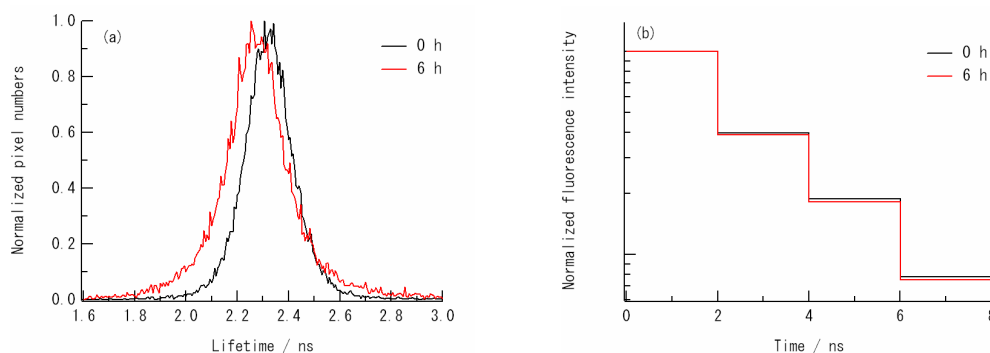 (a)
0 h
6 h
Normalized pixel numbers
1.0
0.8
0.6
0.4
0.2
0.0
1.6 1.8 2.0 2.2 2.4 2.6 2.8 3.0
Lifetime / ns
(b)
0 h
6 h
Normalized fluorescence intensity
0 2 4 6 8
Time / ns